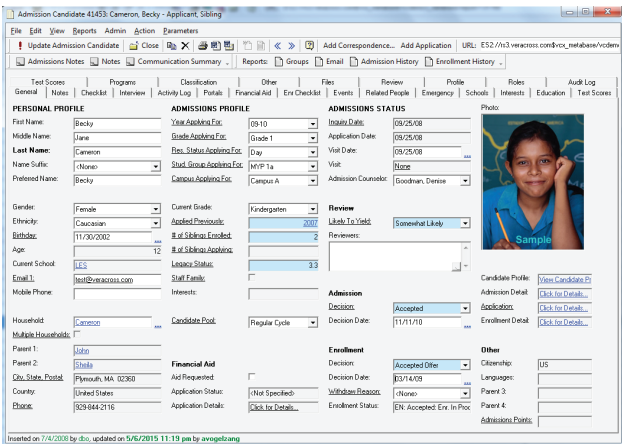 Admission Candidate 41453: Cameron, Becky - Applicant, Sibling
File Edit View Reports Admin Action Parameters
! Update Admission Candidate Close Add Correspondence... Add Application URL: ES2://rs3.veracross.com$vcx_metabase/vcdem
Admissions Notes Notes Communication Summary Reports: Groups Email Admission History Enrollment History
Test Scores Programs Classification Other Files Review Profile Roles Audit Log
General Notes Checklist Interview Activity Log Portals Financial Aid Enr Checklist Events Related People Emergency Schools Interests Education Test Scores
PERSONAL PROFILE ADMISSIONS PROFILE ADMISSIONS STATUS Photo:
First Name: Becky Year Applying For: 09-10 Inquiry Date: 09/25/08
Middle Name: Jane Grade Applying For: Grade 1 Application Date: 09/25/08
Last Name: Cameron Res. Status Applying For: Day Visit Date: 09/25/08 ...
Name Suffix: <None> Stud. Group Applying For: MYP 1a Visit None
Preferred Name: Becky Campus Applying For: Campus A Admission Counselor: Goodman, Denise
Gender: Female Current Grade: Kindergarten Review
Ethnicity: Caucasian Applied Previously: 2007 Likely To Yield: Somewhat Likely
Birthday: 11/30/2002 ... # of Siblings Enrolled: 2 Reviewers:
Sample
Age: 12 # of Siblings Applying:
Current School: LES Legacy Status: 3.3 ...
Email 1: test@veracross.com Staff Family: Candidate Profile: View Candidate Pr
Mobile Phone: Interests: Admission Admission Detail: Click for Details...
Decision: Accepted Application: Click for Details...
Household: Cameron ... Candidate Pool: Regular Cycle Decision Date: 11/11/10 ... Enrollment Detail: Click for Details...
Multiple Households:
Parent 1: John Enrollment Other
Parent 2: Sheila Financial Aid Decision: Accepted Offer Citizenship: US
City, State, Postal: Plymouth, MA 02360 Aid Requested: Decision Date: 03/14/09 ... Languages:
Country: United States Application Status: <Not Specified> Withdraw Reason: <None> Parent 3:
Phone: 929-844-2116 Application Details: Click for Details... Enrollment Status: EN: Accepted: Enr. In Proc Parent 4:
Admissions Points:
Inserted on 7/4/2008 by dbo, updated on 5/6/2015 11:19 pm by avogelzang